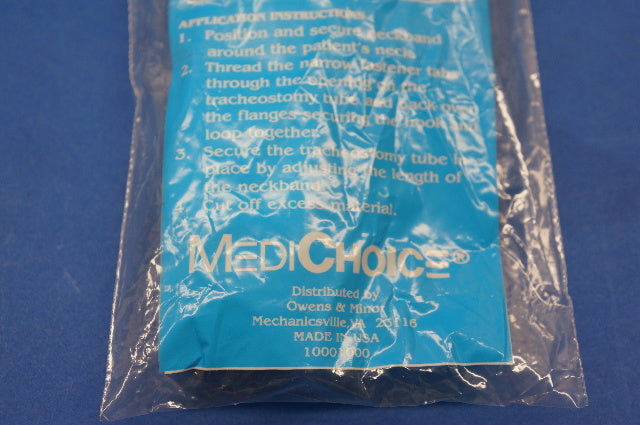 APPLICATION INSTRUCTIONS
1. Position and secure neckband
around the patient's neck.
2. Thread the narrow fastener tabs
through the opening on the
tracheostomy tube and back over
the flanges securing the hook and
loop together.
3. Secure the tracheostomy tube in
place by adjusting the length of
the neckband.
Cut off excess material.
MEDICHOICE®
Distributed by
Owens & Minor
Mechanicsville, VA 23116
MADE IN USA
10001000